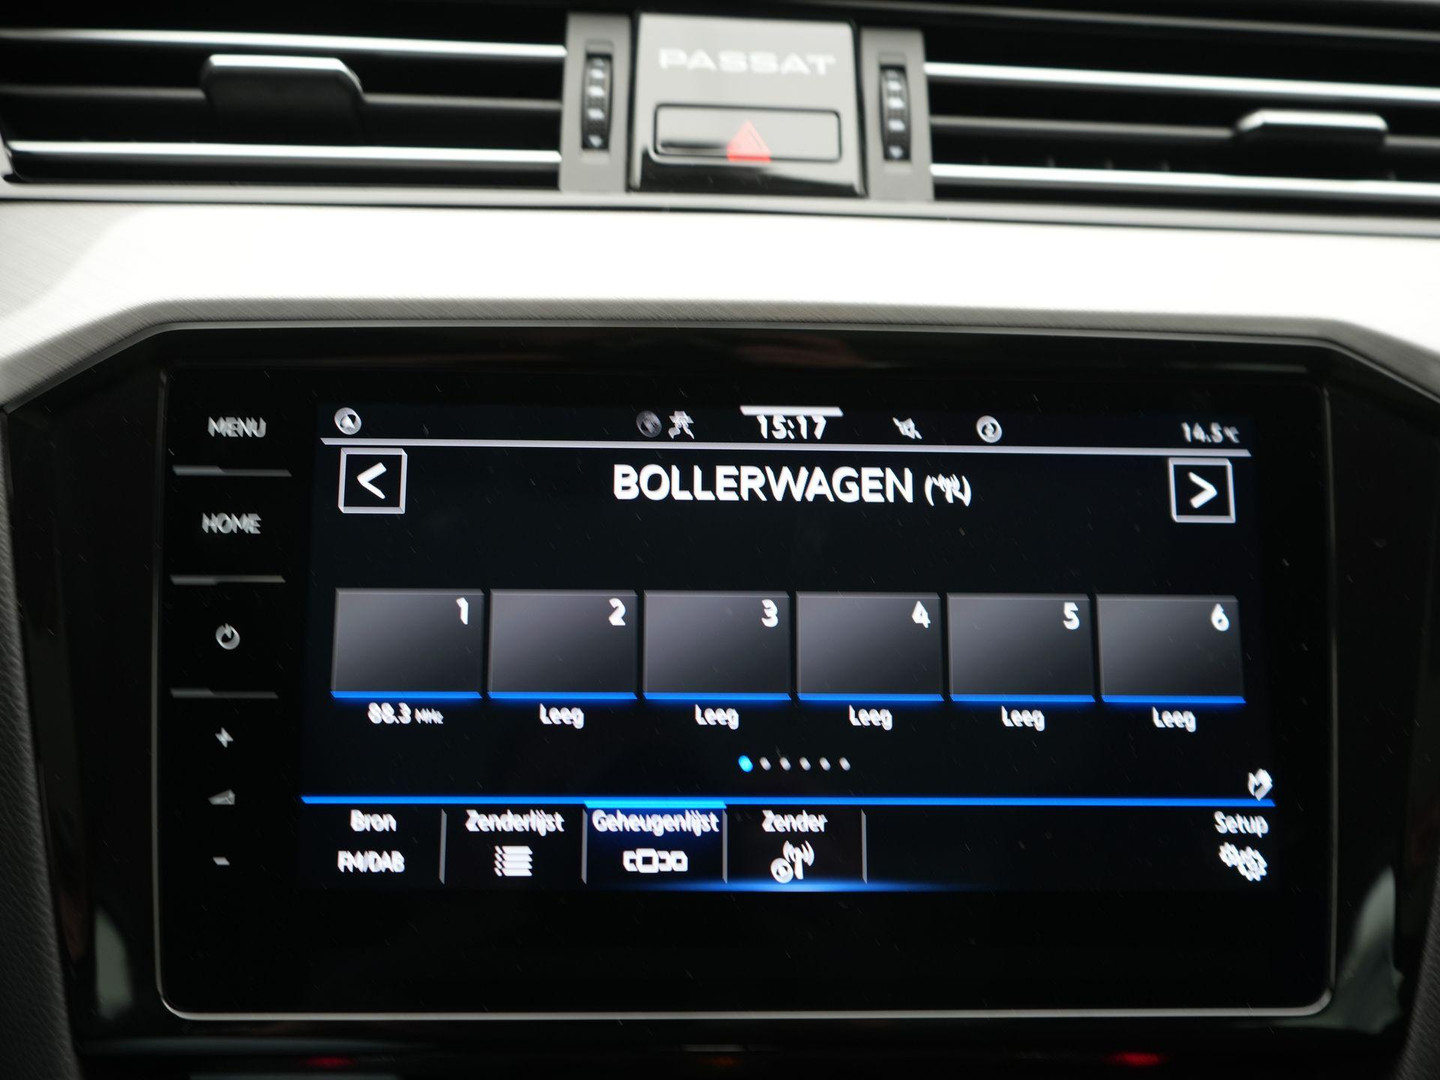 PASSAT
MENU
15:17
14.5°C
HOME
BOLLERWAGEN
1 2 3 4 5 6
88.3 MHz Leeg Leeg Leeg Leeg Leeg
Bron Zenderlijst Geheugenlijst Zender Setup
FM/DAB